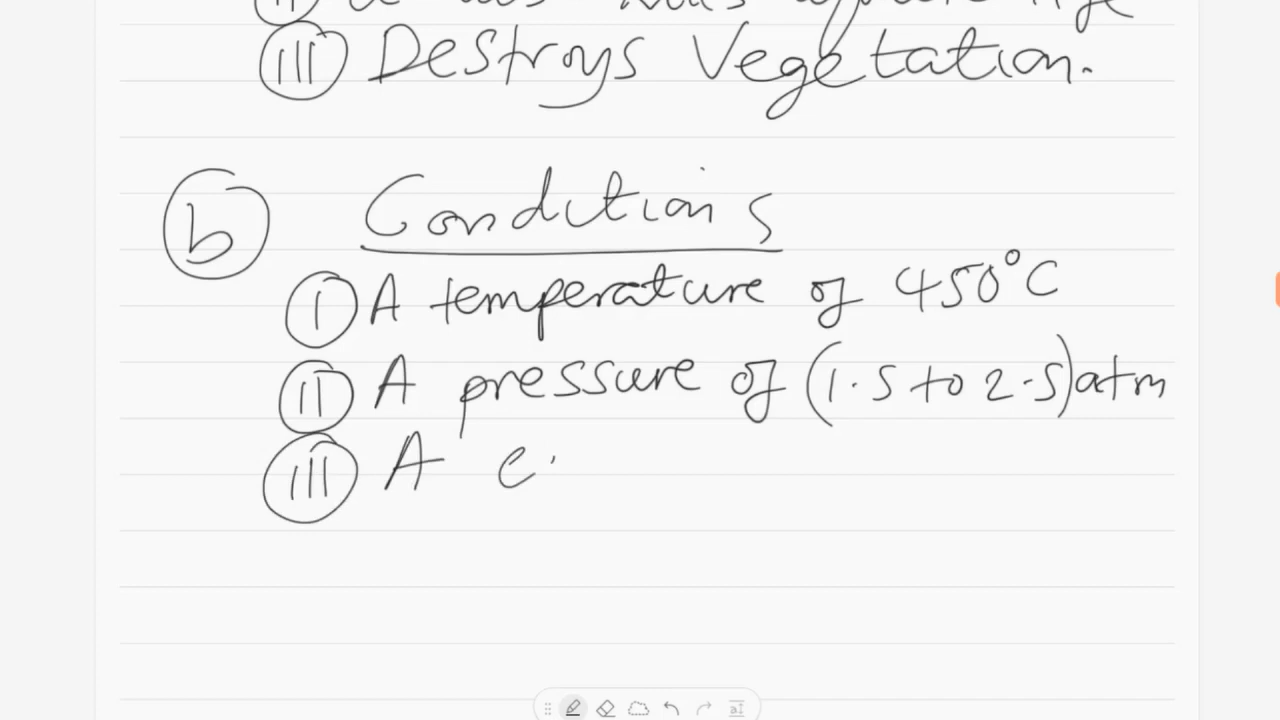 (iii) Destroys Vegetation.
(b) Conditions
(i) A temperature of 450°C
(ii) A pressure of (1.5 to 2.5) atm
(iii) A c